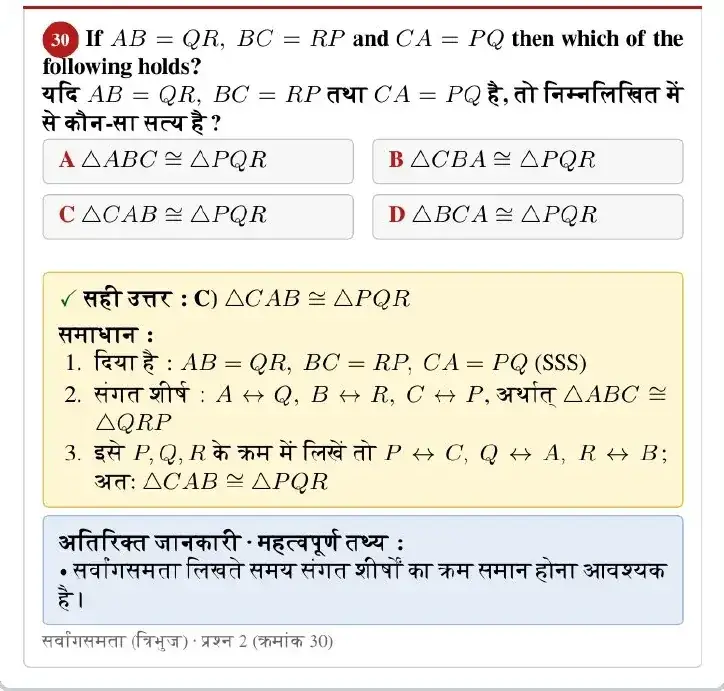 30 If AB = QR, BC = RP and CA = PQ then which of the
following holds?
यदि AB = QR, BC = RP तथा CA = PQ है, तो निम्नलिखित में
से कौन-सा सत्य है ?
A △ABC ≅ △PQR
B △CBA ≅ △PQR
C △CAB ≅ △PQR
D △BCA ≅ △PQR
✓ सही उत्तर : C) △CAB ≅ △PQR
समाधान :
1. दिया है : AB = QR, BC = RP, CA = PQ (SSS)
2. संगत शीर्ष : A ↔ Q, B ↔ R, C ↔ P, अर्थात् △ABC ≅
△QRP
3. इसे P, Q, R के क्रम में लिखें तो P ↔ C, Q ↔ A, R ↔ B;
अतः △CAB ≅ △PQR
अतिरिक्त जानकारी · महत्वपूर्ण तथ्य :
• सर्वांगसमता लिखते समय संगत शीर्षों का क्रम समान होना आवश्यक
है।
सर्वांगसमता (त्रिभुज) · प्रश्न 2 (क्रमांक 30)